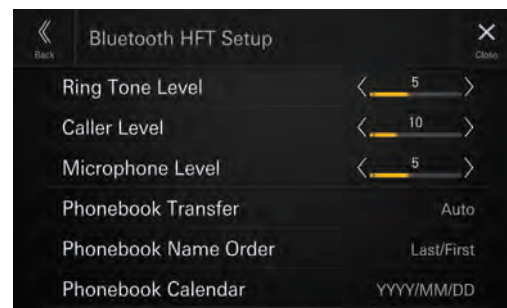 Back
Bluetooth HFT Setup
Close
Ring Tone Level 5
Caller Level 10
Microphone Level 5
Phonebook Transfer Auto
Phonebook Name Order Last/First
Phonebook Calendar YYYY/MM/DD